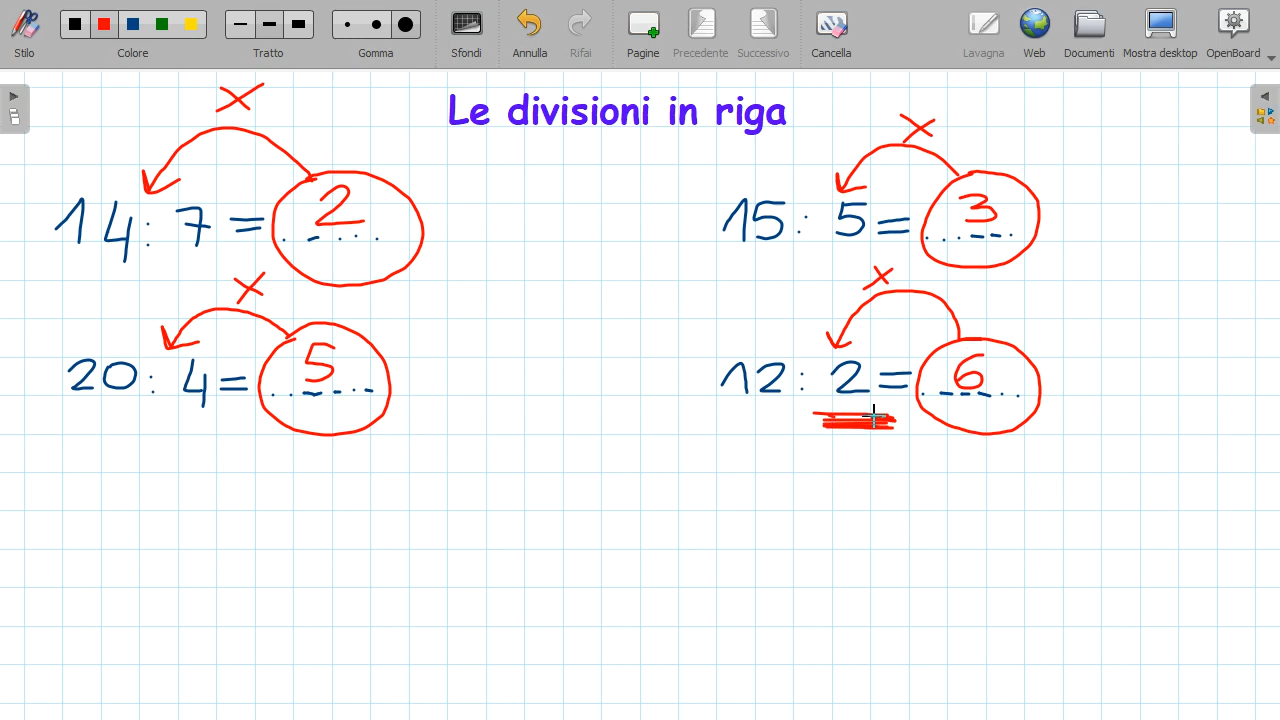 Stilo Colore Tratto Gomma Sfondi Annulla Rifai Pagine Precedente Successivo Cancella Lavagna Web Documenti Mostra desktop OpenBoard
Le divisioni in riga
x
x
14 : 7 = 2
15 : 5 = 3
x
x
20 : 4 = 5
12 : 2 = 6